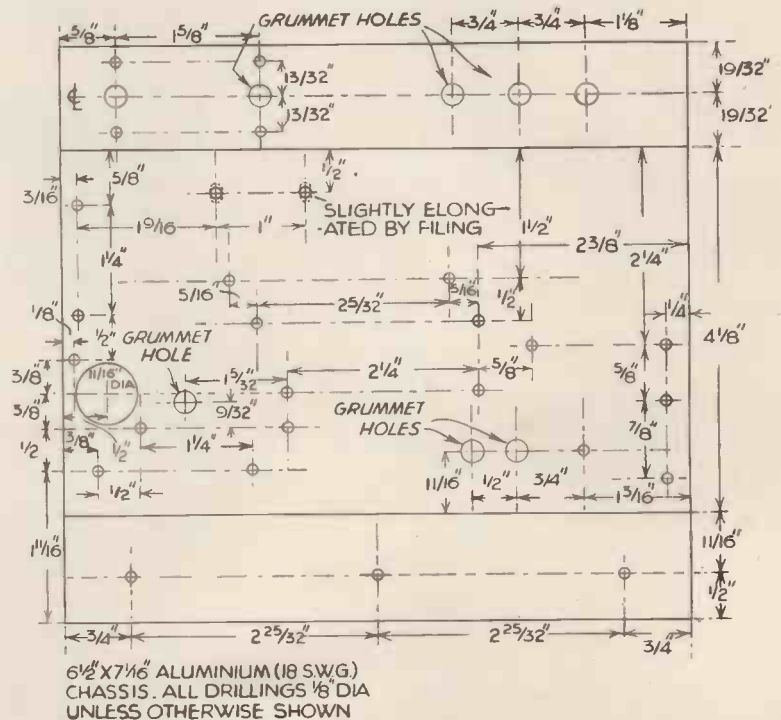 GRUMMET HOLES
5/8" 1 5/8" 3/4" 3/4" 1 1/8"
13/32"
13/32"
19/32"
19/32"
℄
3/16" 5/8" 1/2"
SLIGHTLY ELONG-
-ATED BY FILING
1 9/16 1" 1 1/2" 2 3/8" 2 1/4"
1 1/4"
5/16" 25/32" 3/16" 1/2" 1/4"
1/8" 1/2"
4 1/8"
GRUMMET
HOLE
3/8" 11/16"
DIA
1 5/32" 2 1/4" 5/8" 5/8"
3/8" 9/32"
GRUMMET
HOLES
7/8"
1/2 3/8" 1/2" 1 1/4"
1/2" 11/16" 1/2" 3/4" 1 3/16"
1 11/16" 11/16"
1/2"
3/4" 2 25/32" 2 25/32" 3/4"
6 1/2" X 7 1/16" ALUMINIUM (18 S.W.G.)
CHASSIS. ALL DRILLINGS 1/8" DIA
UNLESS OTHERWISE SHOWN